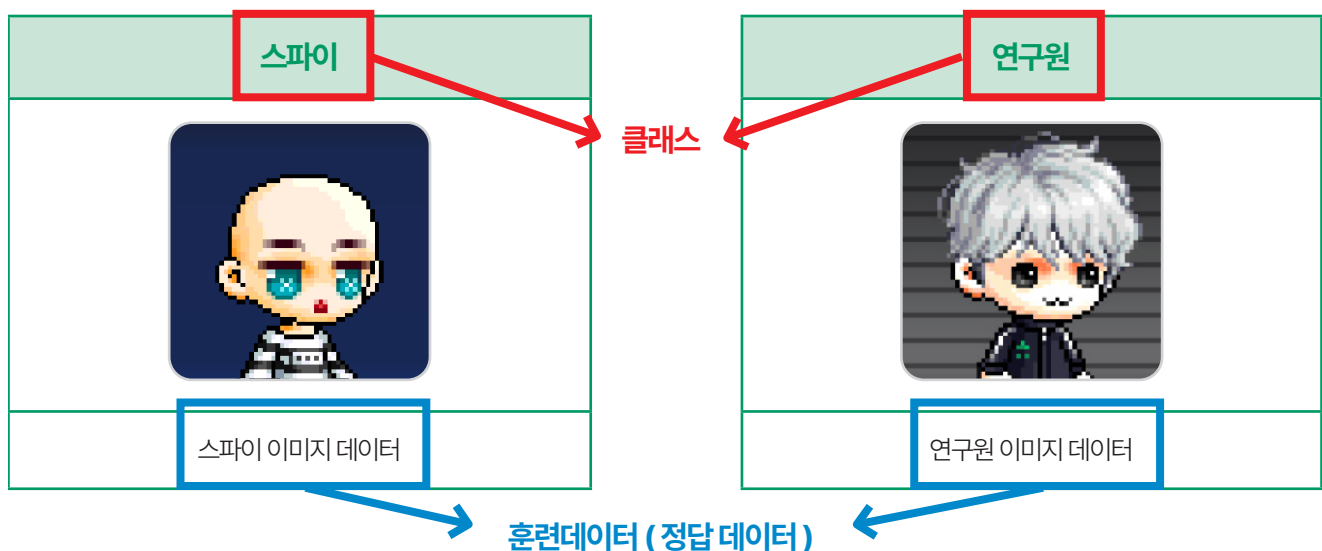 스파이
연구원
클래스
스파이 이미지 데이터
연구원 이미지 데이터
훈련데이터 ( 정답 데이터 )